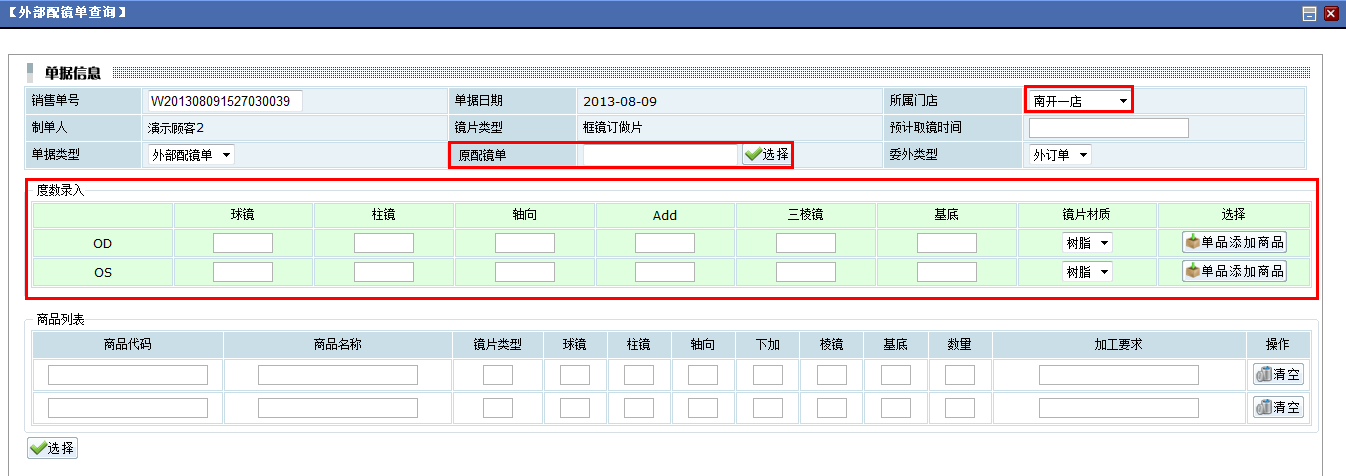 【外部配镜单查询】
单据信息
销售单号 W201308091527030039 单据日期 2013-08-09 所属门店 南开一店
制单人 演示顾客2 镜片类型 框镜订做片 预计取镜时间
单据类型 外部配镜单 原配镜单 选择 委外类型 外订单
度数录入
球镜 柱镜 轴向 Add 三棱镜 基底 镜片材质 选择
OD 树脂 单品添加商品
OS 树脂 单品添加商品
商品列表
商品代码 商品名称 镜片类型 球镜 柱镜 轴向 下加 棱镜 基底 数量 加工要求 操作
清空
清空
选择